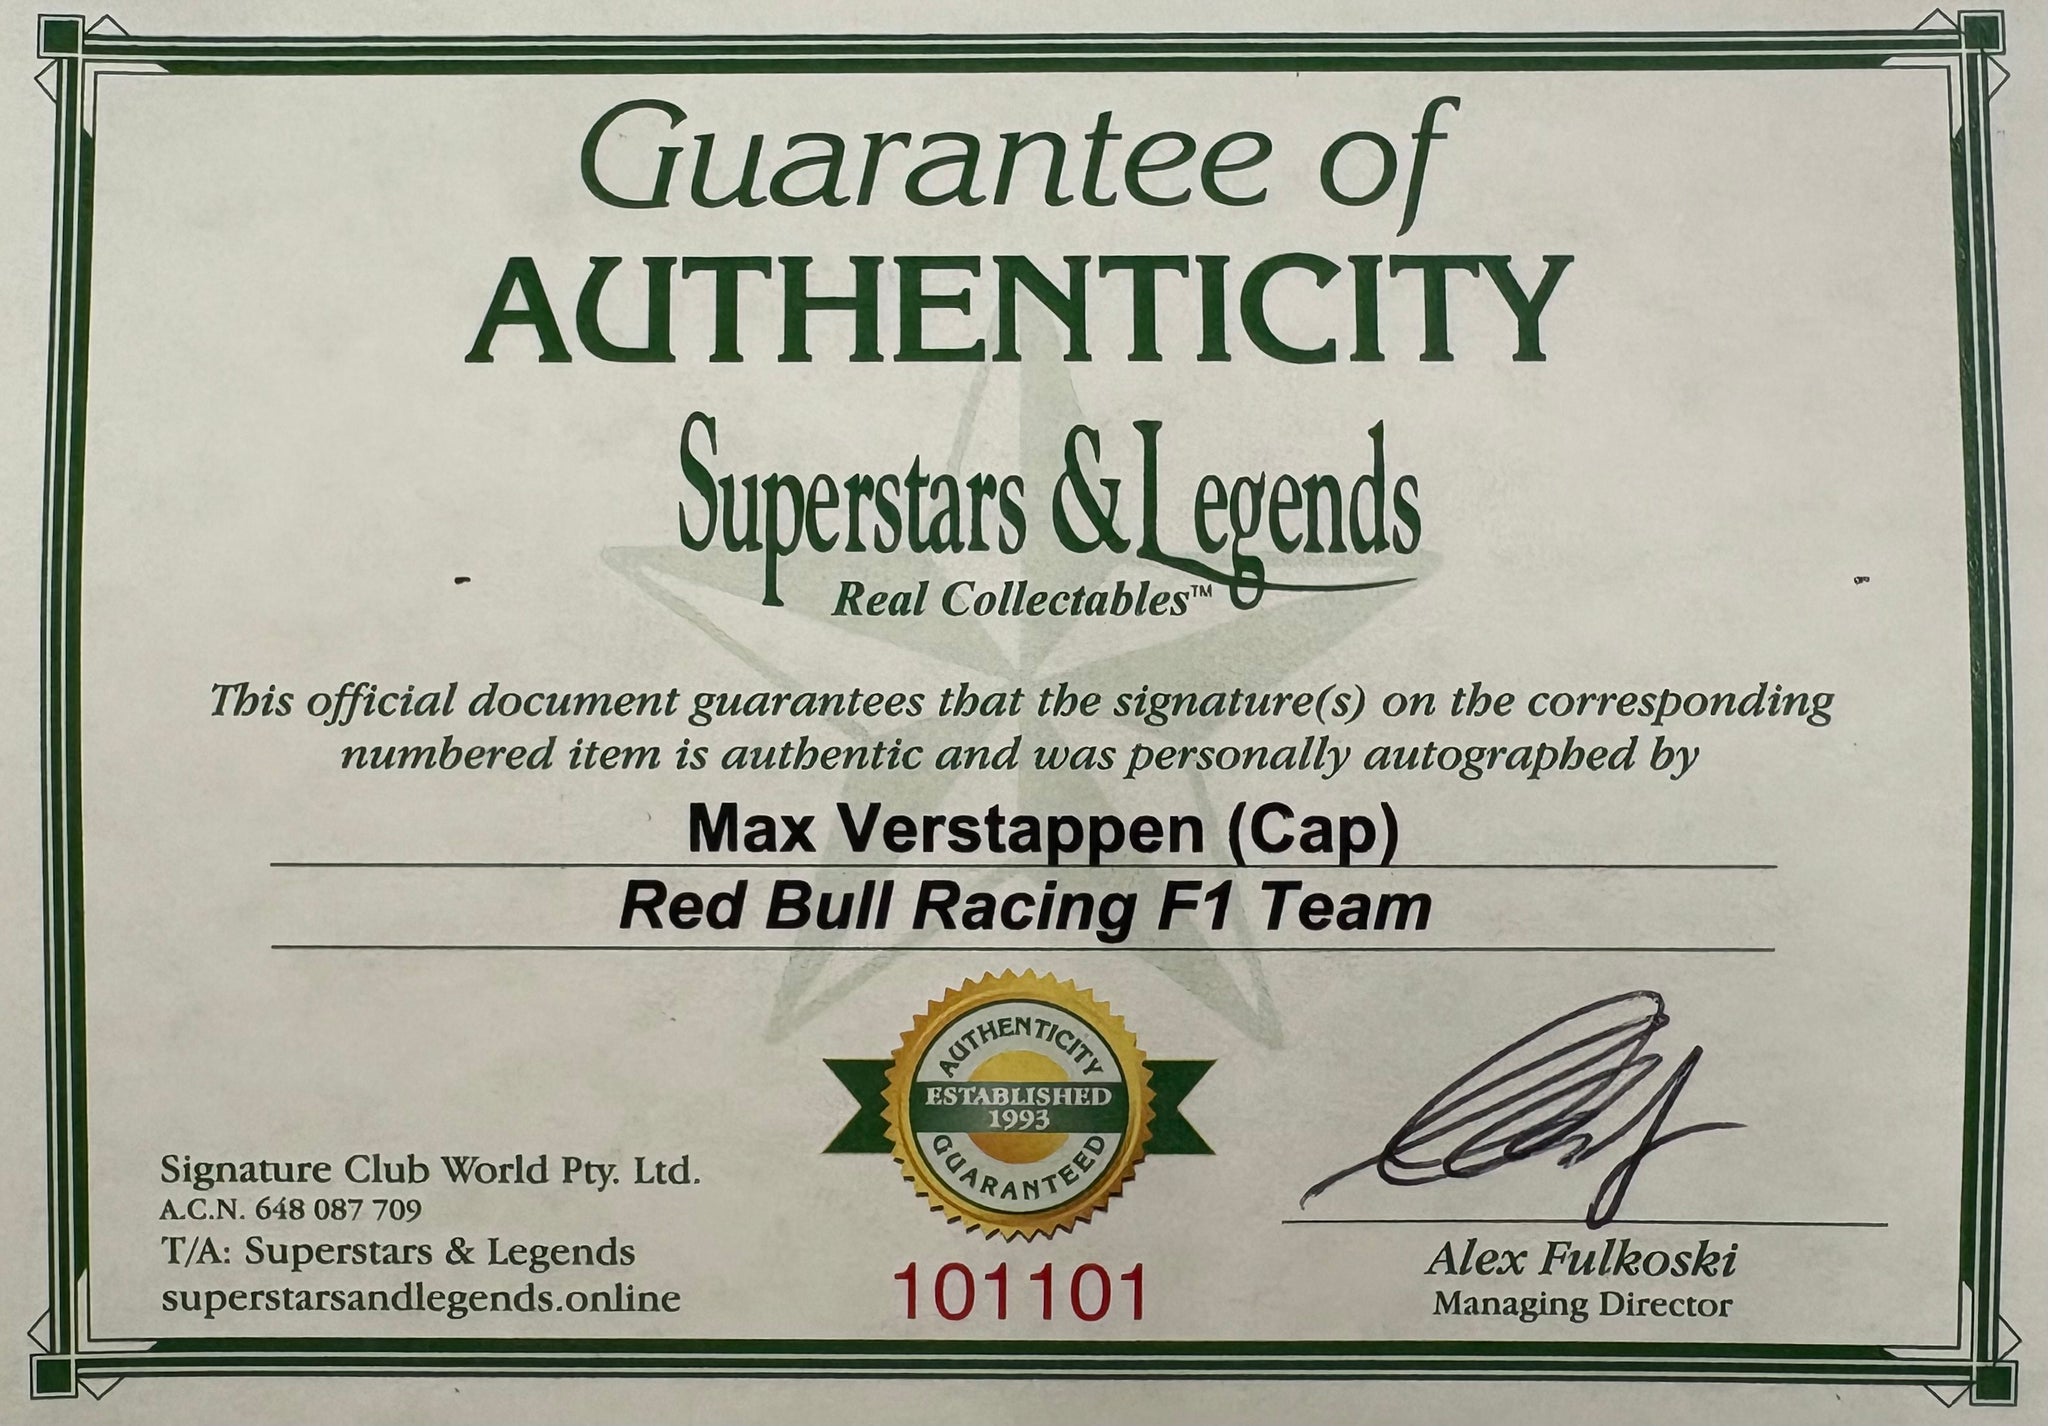 Guarantee of
AUTHENTICITY
Superstars & Legends
Real Collectables™
This official document guarantees that the signature(s) on the corresponding
numbered item is authentic and was personally autographed by
Max Verstappen (Cap)
Red Bull Racing F1 Team
AUTHENTICITY
ESTABLISHED
1993
GUARANTEED
Signature Club World Pty. Ltd.
A.C.N. 648 087 709
T/A: Superstars & Legends
superstarsandlegends.online
101101
Alex Fulkoski
Managing Director